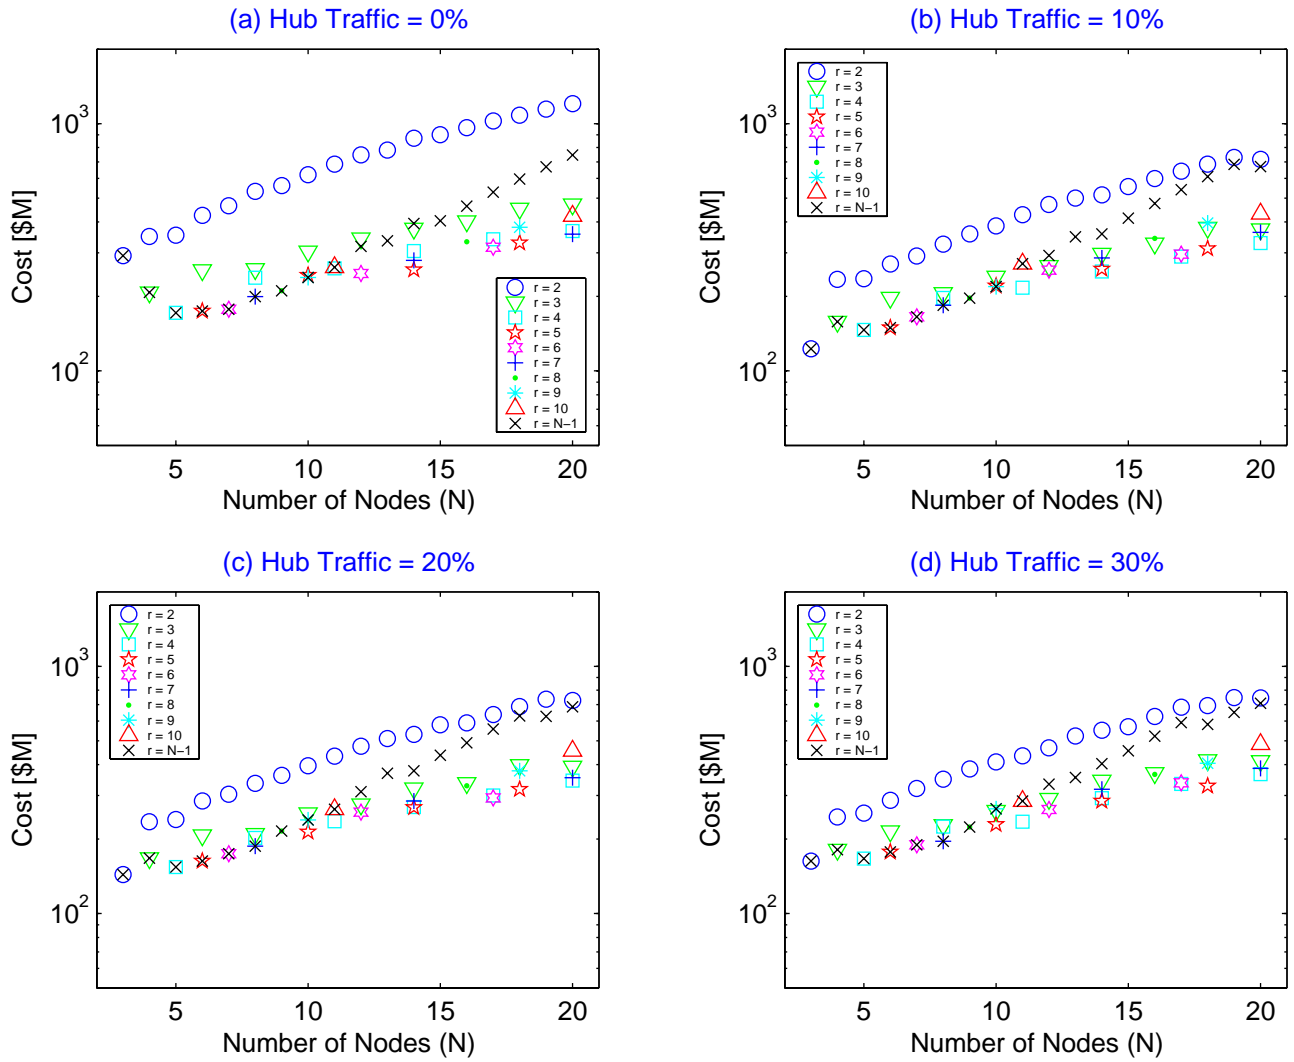 (a) Hub Traffic = 0%
Cost [$M]
10³
10²
r = 2
r = 3
r = 4
r = 5
r = 6
r = 7
r = 8
r = 9
r = 10
r = N−1
5 10 15 20
Number of Nodes (N)
(b) Hub Traffic = 10%
Cost [$M]
10³
10²
r = 2
r = 3
r = 4
r = 5
r = 6
r = 7
r = 8
r = 9
r = 10
r = N−1
5 10 15 20
Number of Nodes (N)
(c) Hub Traffic = 20%
Cost [$M]
10³
10²
r = 2
r = 3
r = 4
r = 5
r = 6
r = 7
r = 8
r = 9
r = 10
r = N−1
5 10 15 20
Number of Nodes (N)
(d) Hub Traffic = 30%
Cost [$M]
10³
10²
r = 2
r = 3
r = 4
r = 5
r = 6
r = 7
r = 8
r = 9
r = 10
r = N−1
5 10 15 20
Number of Nodes (N)